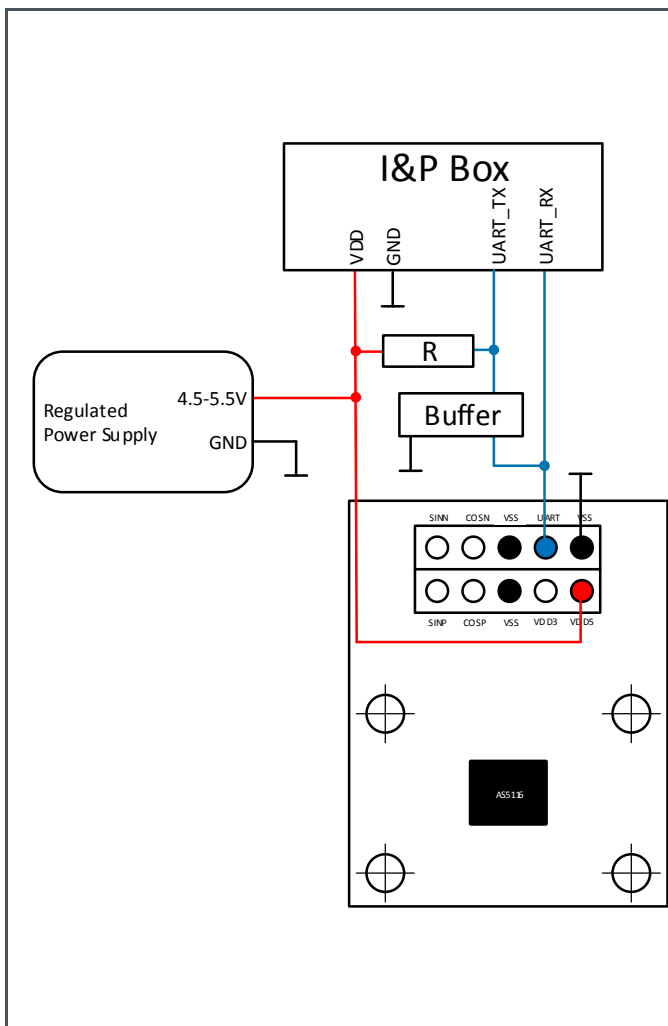 I&P Box
VDD
GND
UART_TX
UART_RX
R
4.5-5.5V
Regulated
Power Supply
GND
Buffer
SINN COSN VSS UART VSS
SINP COSP VSS VDD3 VDD5
AS5116